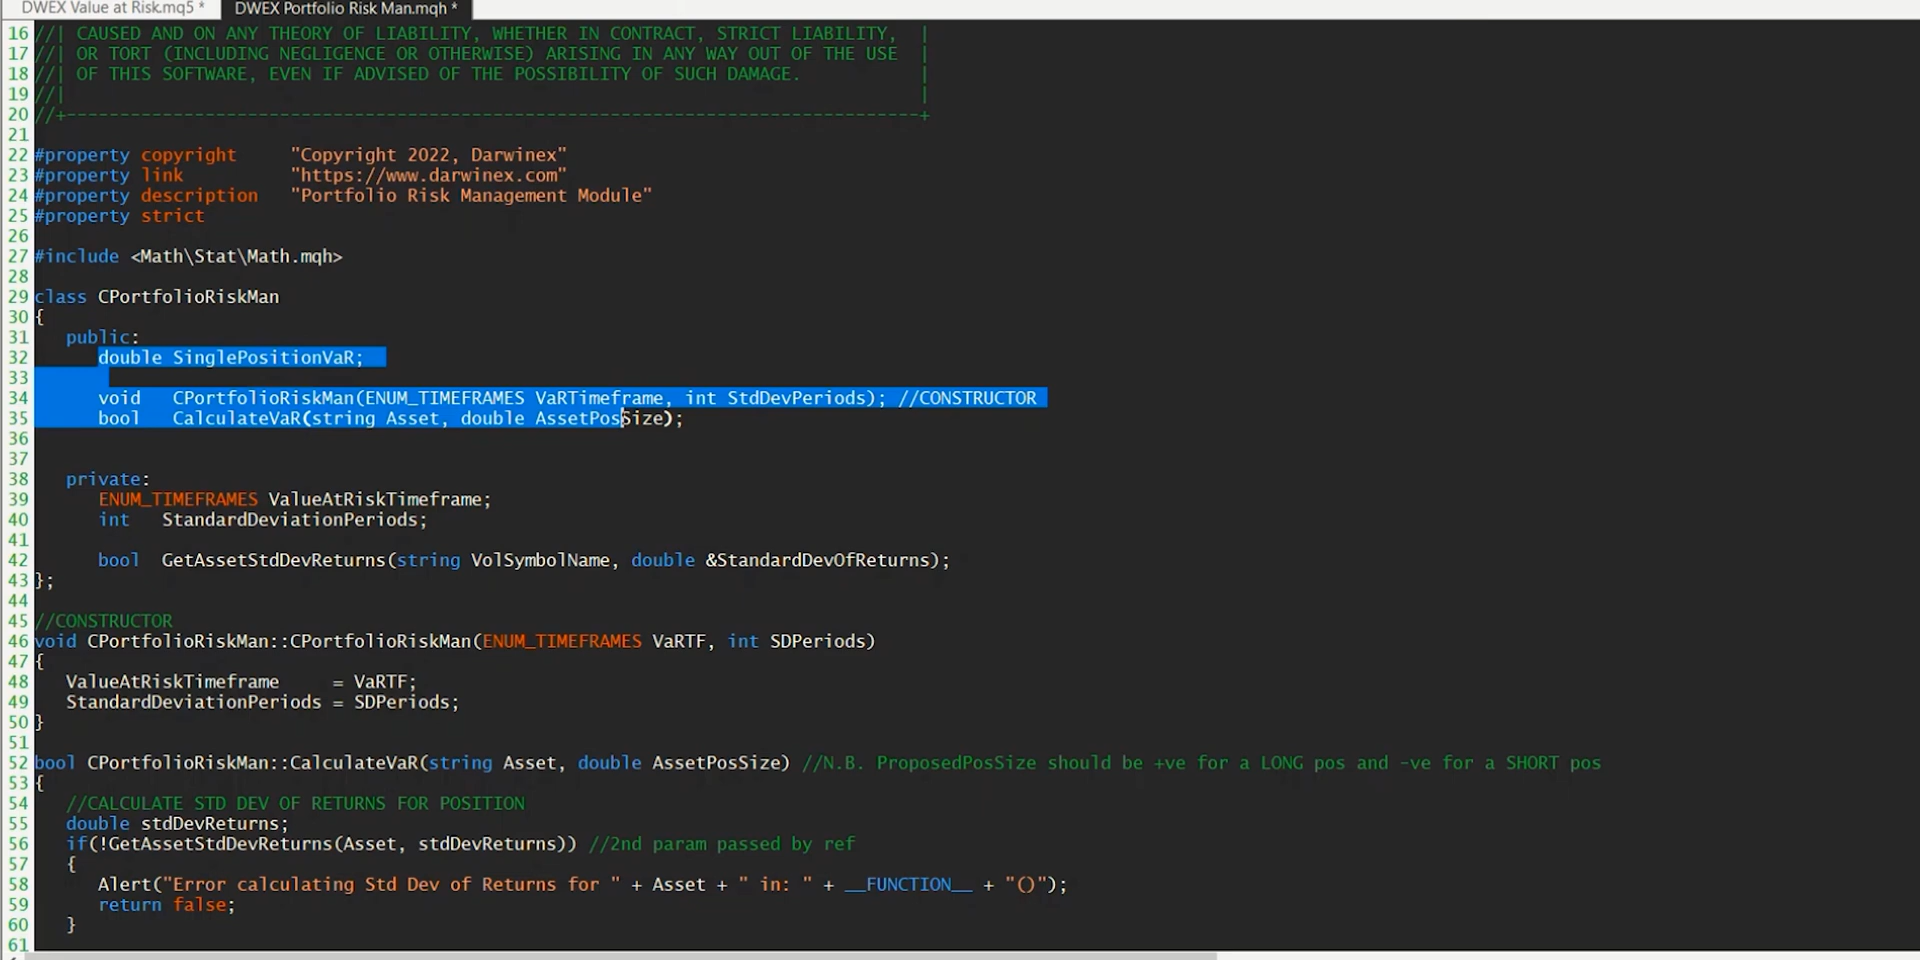 DWEX Value at Risk.mq5 * DWEX Portfolio Risk Man.mqh *
16 //| CAUSED AND ON ANY THEORY OF LIABILITY, WHETHER IN CONTRACT, STRICT LIABILITY, |
17 //| OR TORT (INCLUDING NEGLIGENCE OR OTHERWISE) ARISING IN ANY WAY OUT OF THE USE |
18 //| OF THIS SOFTWARE, EVEN IF ADVISED OF THE POSSIBILITY OF SUCH DAMAGE. |
19 //| |
20 //+--------------------------------------------------------------------------------+
21
22 #property copyright "Copyright 2022, Darwinex"
23 #property link "https://www.darwinex.com"
24 #property description "Portfolio Risk Management Module"
25 #property strict
26
27 #include <Math\Stat\Math.mqh>
28
29 class CPortfolioRiskMan
30 {
31 public:
32 double SinglePositionVaR;
33
34 void CPortfolioRiskMan(ENUM_TIMEFRAMES VaRTimeframe, int StdDevPeriods); //CONSTRUCTOR
35 bool CalculateVaR(string Asset, double AssetPosSize);
36
37
38 private:
39 ENUM_TIMEFRAMES ValueAtRiskTimeframe;
40 int StandardDeviationPeriods;
41
42 bool GetAssetStdDevReturns(string VolSymbolName, double &StandardDevOfReturns);
43 };
44
45 //CONSTRUCTOR
46 void CPortfolioRiskMan::CPortfolioRiskMan(ENUM_TIMEFRAMES VaRTF, int SDPeriods)
47 {
48 ValueAtRiskTimeframe = VaRTF;
49 StandardDeviationPeriods = SDPeriods;
50 }
51
52 bool CPortfolioRiskMan::CalculateVaR(string Asset, double AssetPosSize) //N.B. ProposedPosSize should be +ve for a LONG pos and -ve for a SHORT pos
53 {
54 //CALCULATE STD DEV OF RETURNS FOR POSITION
55 double stdDevReturns;
56 if(!GetAssetStdDevReturns(Asset, stdDevReturns)) //2nd param passed by ref
57 {
58 Alert("Error calculating Std Dev of Returns for " + Asset + " in: " + __FUNCTION__ + "()");
59 return false;
60 }
61